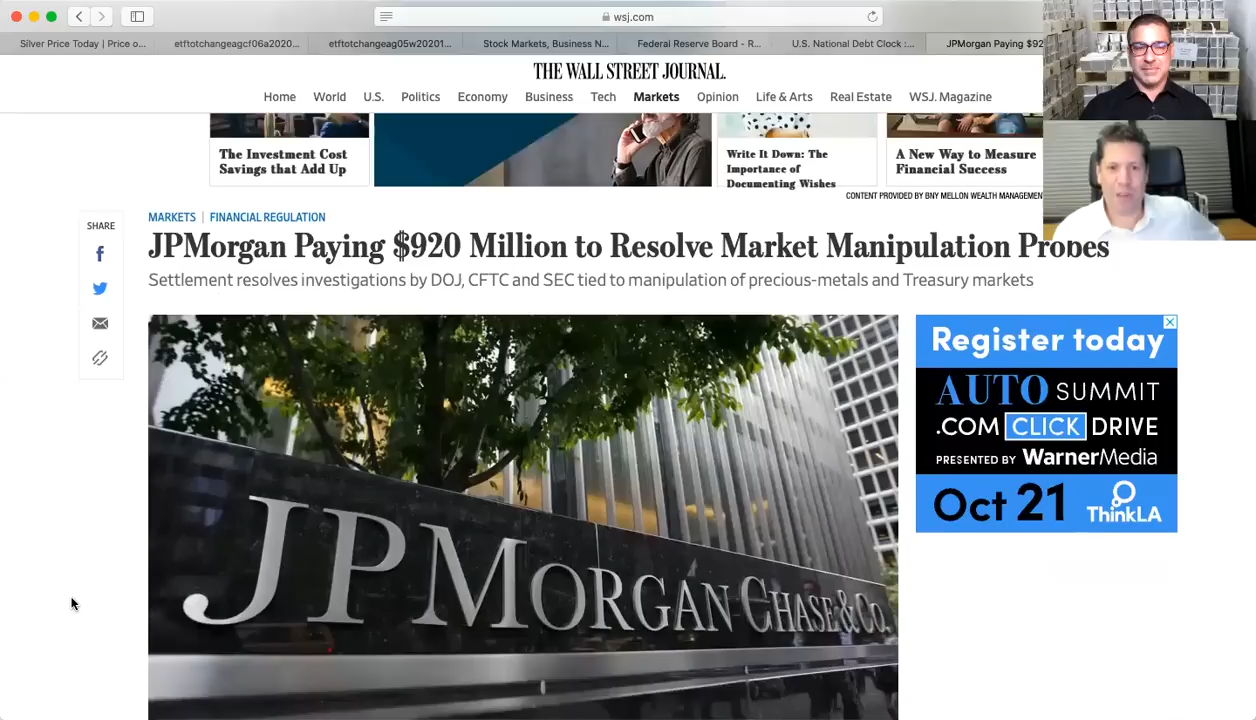 wsj.com
Silver Price Today | Price o...
etftotchangeagcf06a2020...
etftotchangeag05w20201...
Stock Markets, Business N...
Federal Reserve Board - R...
U.S. National Debt Clock :...
JPMorgan Paying $92
THE WALL STREET JOURNAL.
Home World U.S. Politics Economy Business Tech Markets Opinion Life & Arts Real Estate WSJ. Magazine
The Investment Cost
Savings that Add Up
Write It Down: The
Importance of
Documenting Wishes
A New Way to Measure
Financial Success
CONTENT PROVIDED BY BNY MELLON WEALTH MANAGEMEN
SHARE
MARKETS | FINANCIAL REGULATION
JPMorgan Paying $920 Million to Resolve Market Manipulation Probes
Settlement resolves investigations by DOJ, CFTC and SEC tied to manipulation of precious-metals and Treasury markets
JPMORGAN CHASE & CO.
Register today
AUTO SUMMIT
.COM CLICK DRIVE
PRESENTED BY WarnerMedia
Oct 21
ThinkLA